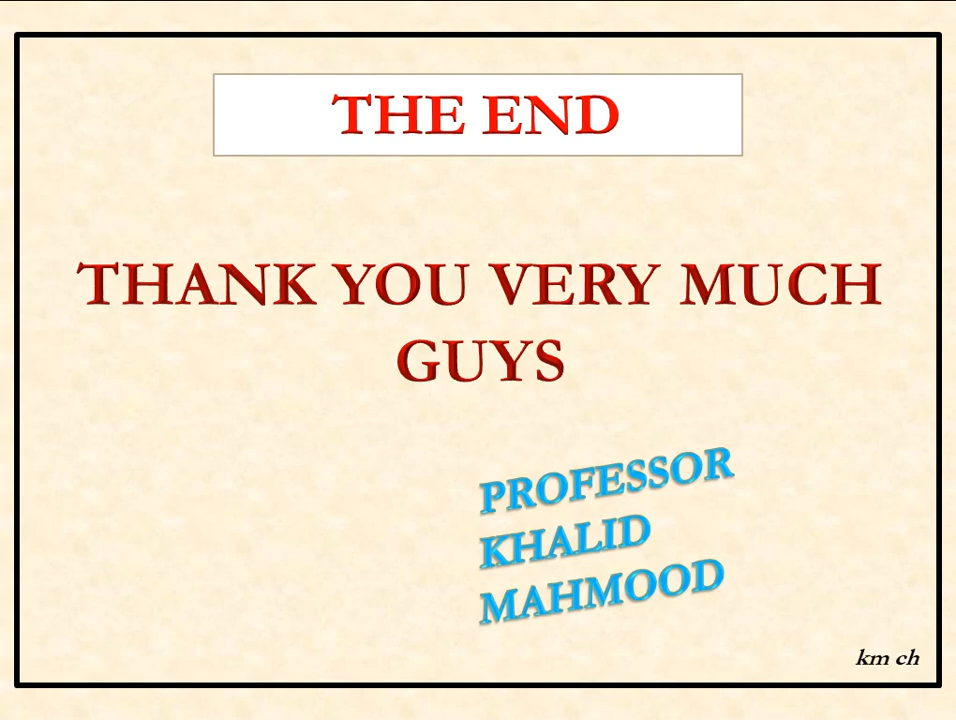 THE END
THANK YOU VERY MUCH
GUYS
PROFESSOR
KHALID
MAHMOOD
km ch